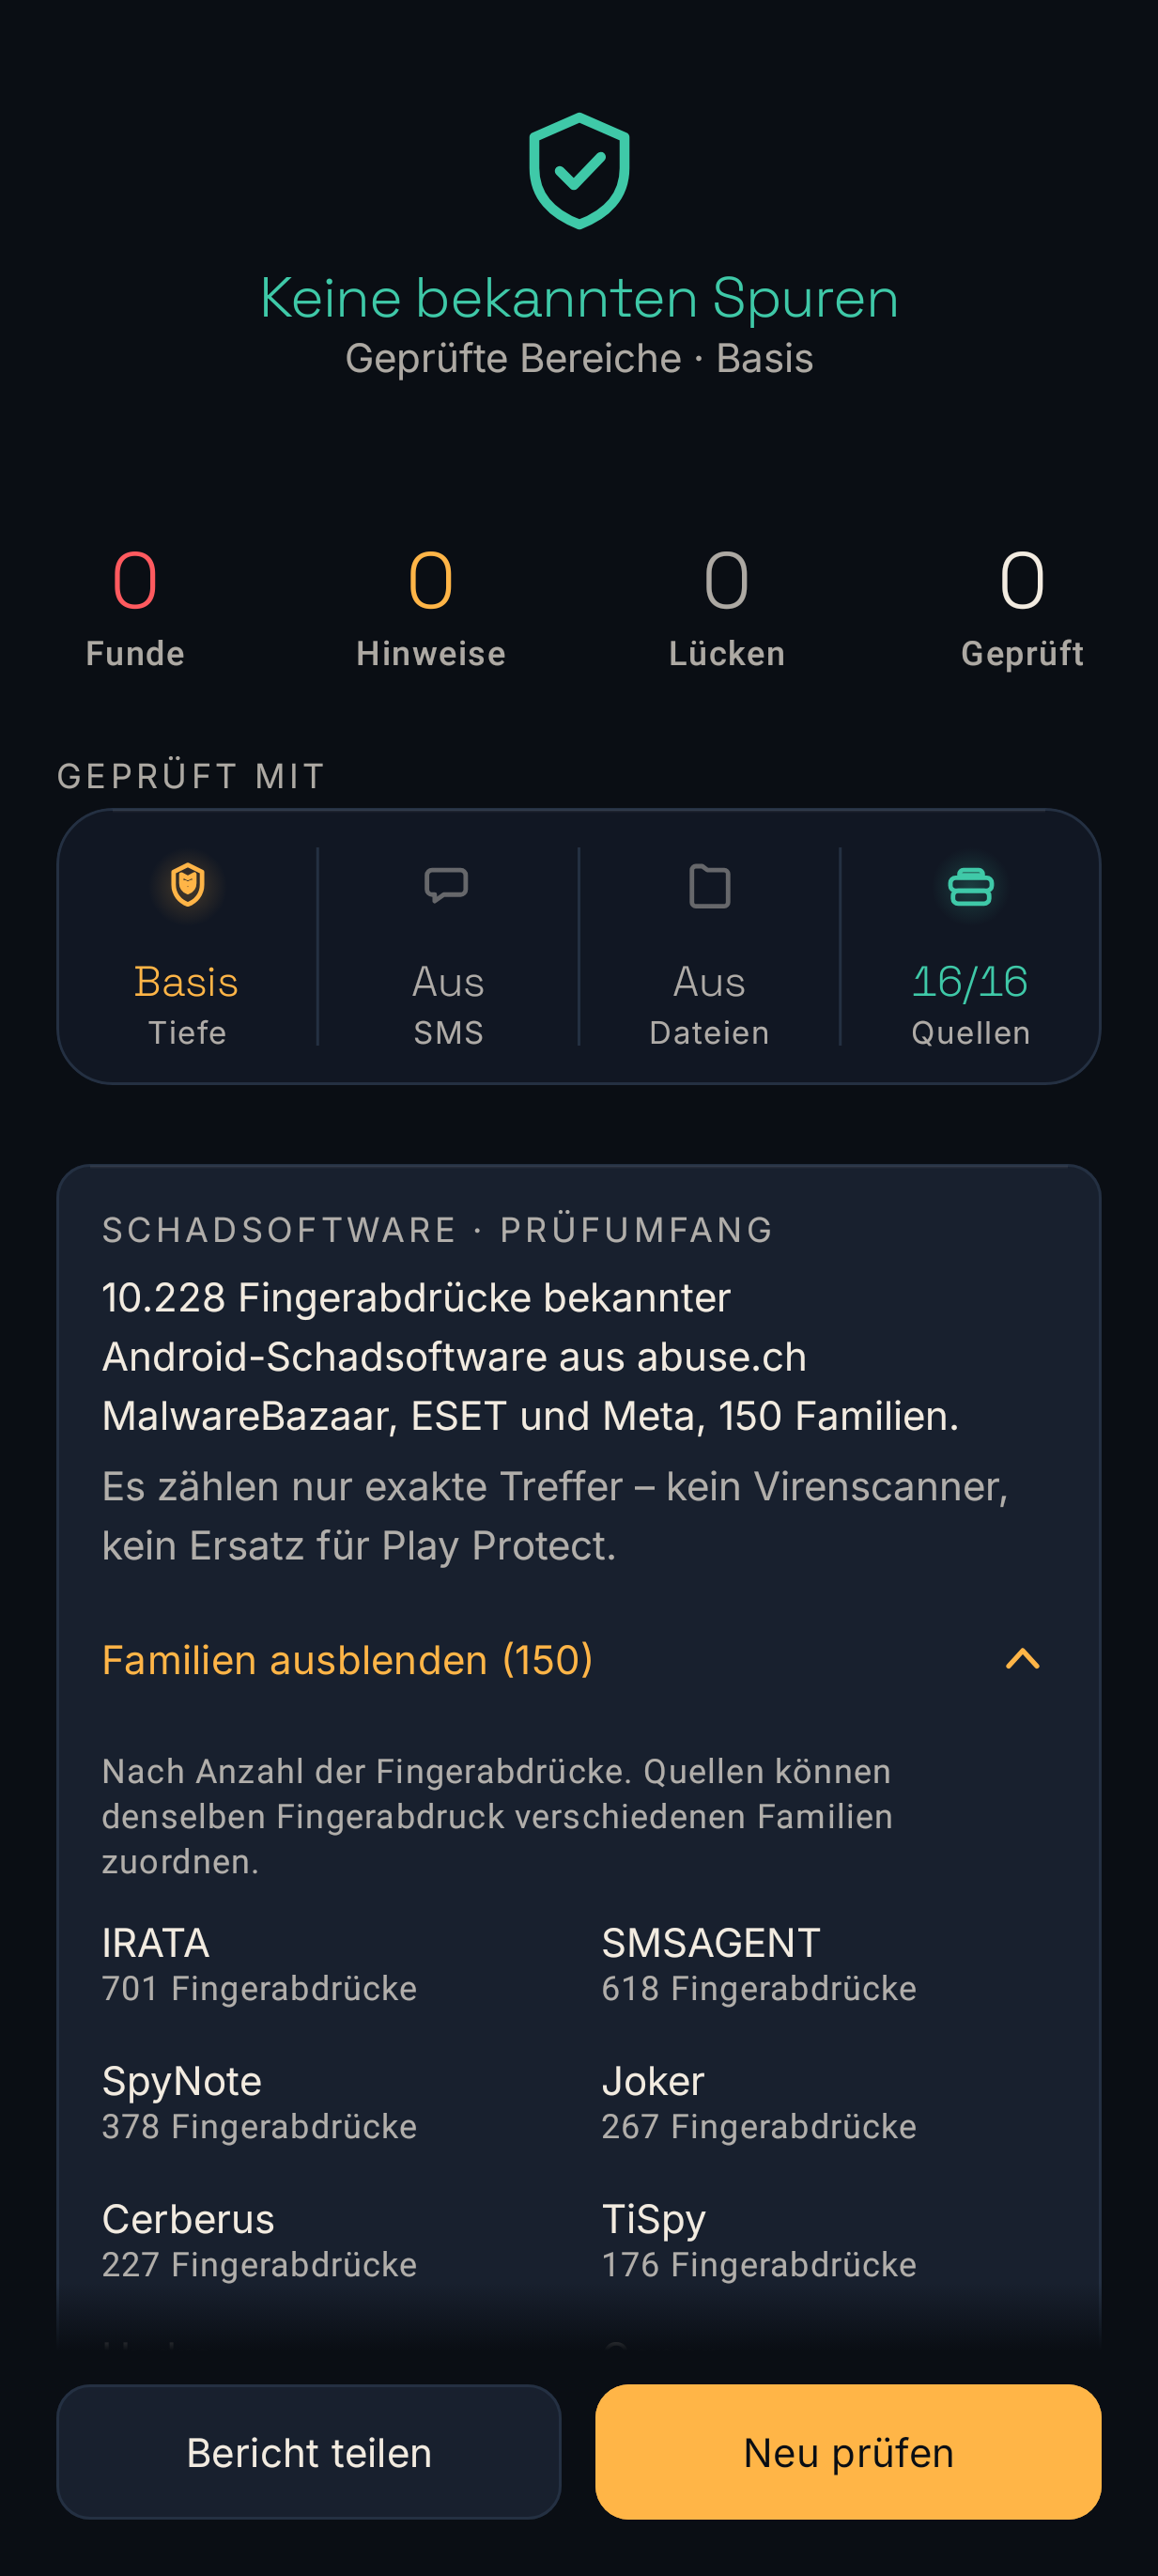 Keine bekannten Spuren
Geprüfte Bereiche · Basis
0 0 0 0
Funde Hinweise Lücken Geprüft
GEPRÜFT MIT
Basis Aus Aus 16/16
Tiefe SMS Dateien Quellen
SCHADSOFTWARE · PRÜFUMFANG
10.228 Fingerabdrücke bekannter
Android-Schadsoftware aus abuse.ch
MalwareBazaar, ESET und Meta, 150 Familien.
Es zählen nur exakte Treffer – kein Virenscanner,
kein Ersatz für Play Protect.
Familien ausblenden (150)
Nach Anzahl der Fingerabdrücke. Quellen können
denselben Fingerabdruck verschiedenen Familien
zuordnen.
IRATA SMSAGENT
701 Fingerabdrücke 618 Fingerabdrücke
SpyNote Joker
378 Fingerabdrücke 267 Fingerabdrücke
Cerberus TiSpy
227 Fingerabdrücke 176 Fingerabdrücke
Bericht teilen Neu prüfen